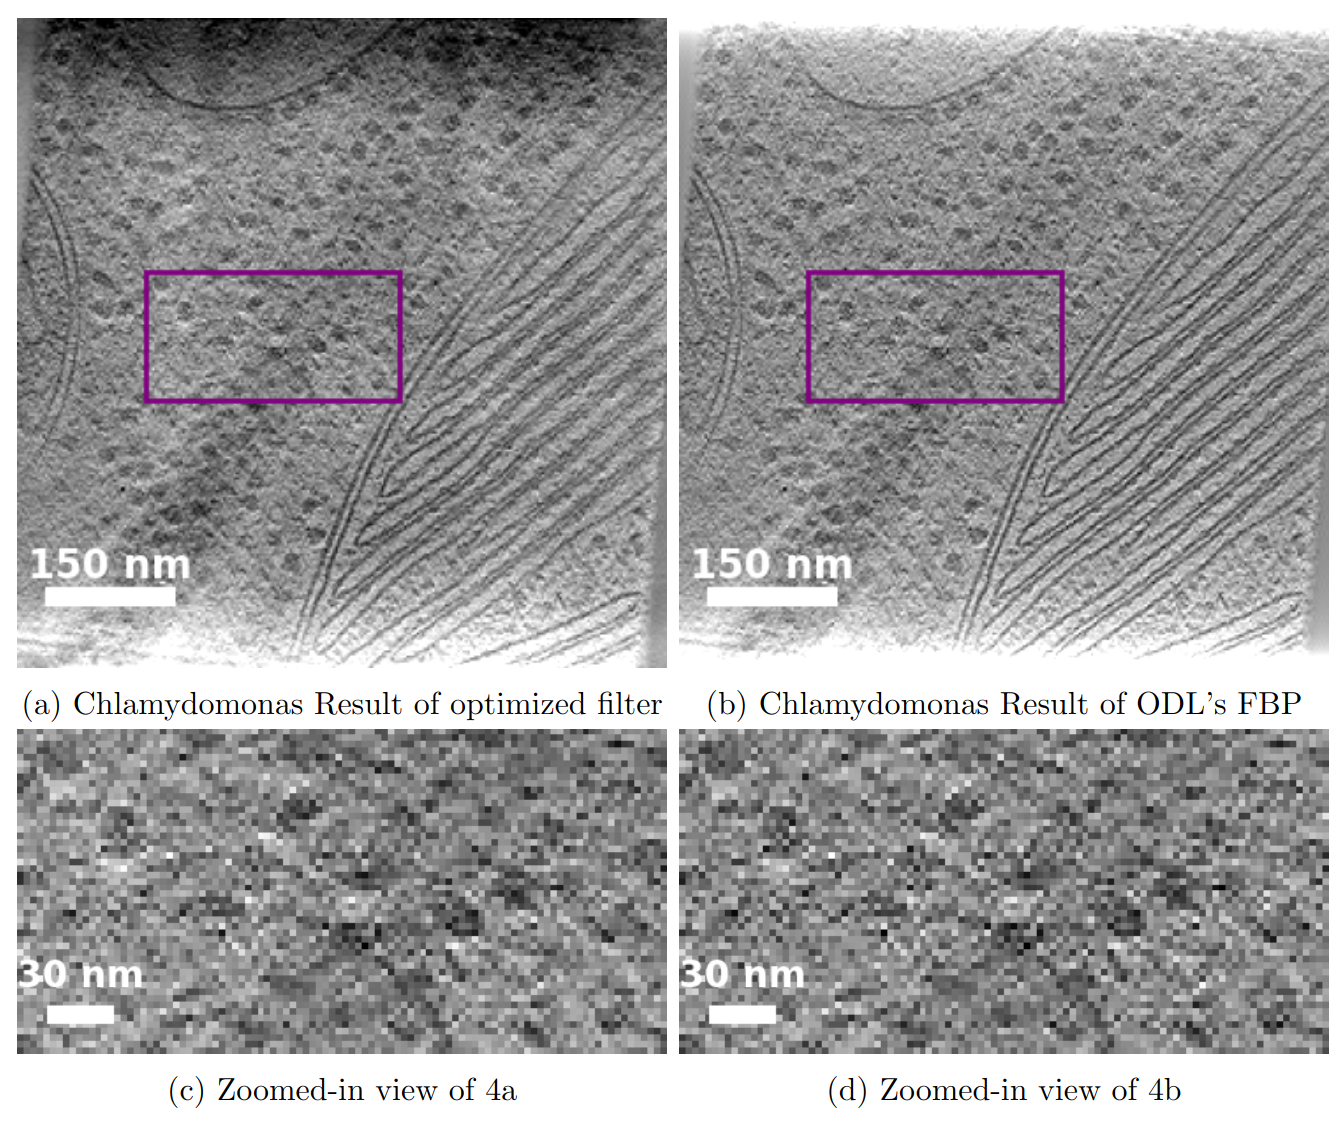 150 nm
150 nm
(a) Chlamydomonas Result of optimized filter
(b) Chlamydomonas Result of ODL's FBP
30 nm
30 nm
(c) Zoomed-in view of 4a
(d) Zoomed-in view of 4b